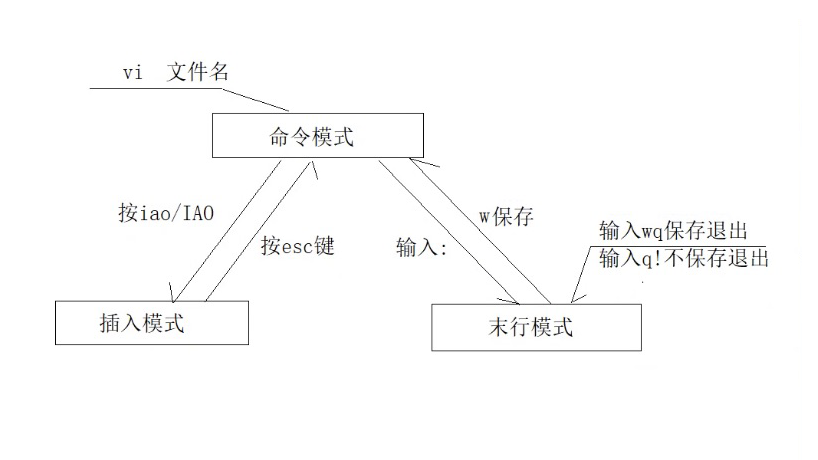 vi 文件名
命令模式
按iao/IAO
按esc键
输入:
w保存
输入wq保存退出
输入q!不保存退出
插入模式
末行模式